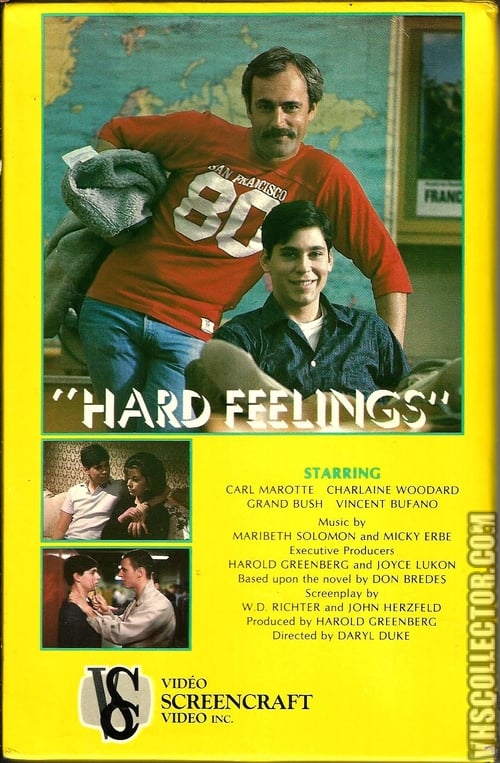 SAN FRANCISCO
80
FRANC
"HARD FEELINGS"
STARRING
CARL MAROTTE CHARLAINE WOODARD
GRAND BUSH VINCENT BUFANO
Music by
MARIBETH SOLOMON and MICKY ERBE
Executive Producers
HAROLD GREENBERG and JOYCE LUKON
Based upon the novel by DON BREDES
Screenplay by
W.D. RICHTER and JOHN HERZFELD
Produced by HAROLD GREENBERG
Directed by DARYL DUKE
VSC
VIDÉO
SCREENCRAFT
VIDEO INC.
VHSCOLLECTOR.COM